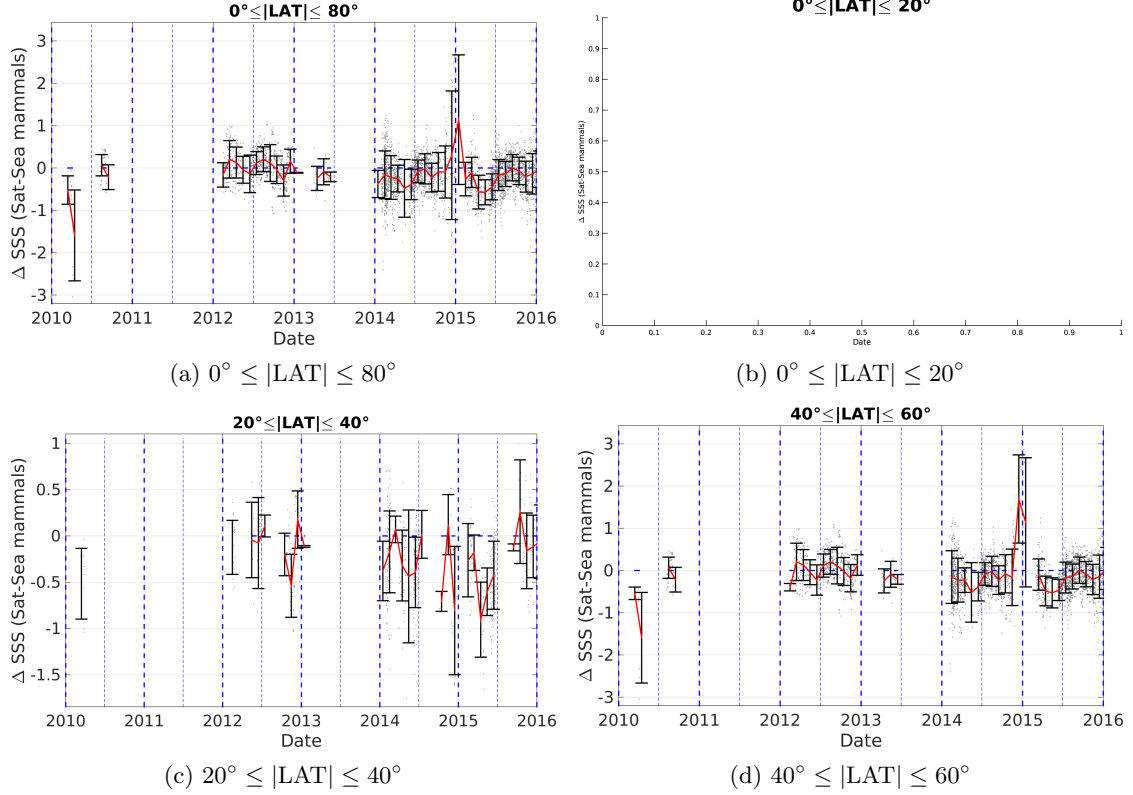 0°≤|LAT|≤ 80°
Δ SSS (Sat-Sea mammals)
3
2
1
0
-1
-2
-3
2010 2011 2012 2013 2014 2015 2016
Date
(a) 0° ≤ |LAT| ≤ 80°
0°≤|LAT|≤ 20°
Δ SSS (Sat-Sea mammals)
1
0.9
0.8
0.7
0.6
0.5
0.4
0.3
0.2
0.1
0
0 0.1 0.2 0.3 0.4 0.5 0.6 0.7 0.8 0.9 1
Date
(b) 0° ≤ |LAT| ≤ 20°
20°≤|LAT|≤ 40°
Δ SSS (Sat-Sea mammals)
1
0.5
0
-0.5
-1
-1.5
2010 2011 2012 2013 2014 2015 2016
Date
(c) 20° ≤ |LAT| ≤ 40°
40°≤|LAT|≤ 60°
Δ SSS (Sat-Sea mammals)
3
2
1
0
-1
-2
-3
2010 2011 2012 2013 2014 2015 2016
Date
(d) 40° ≤ |LAT| ≤ 60°